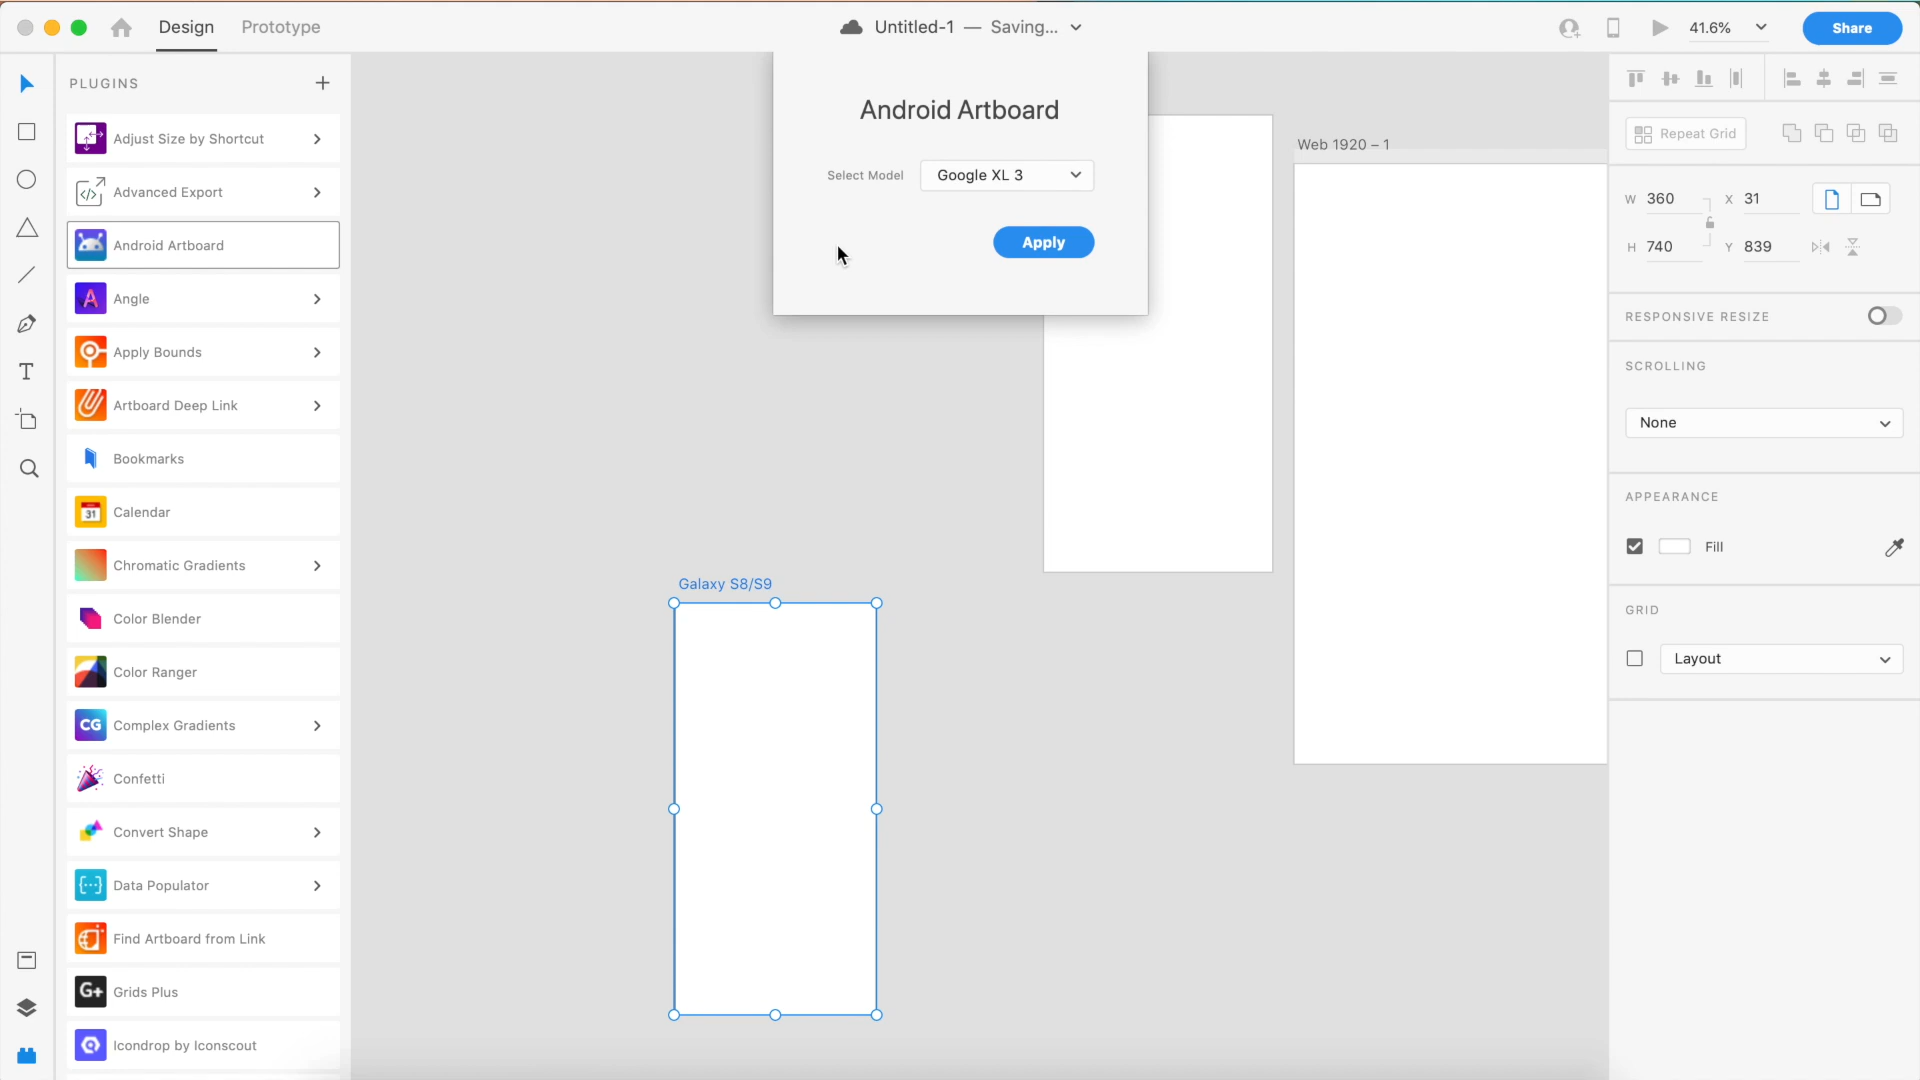 Design
Prototype
Untitled-1 — Saving...
41.6%
Share
PLUGINS
Adjust Size by Shortcut
Advanced Export
Android Artboard
Angle
Apply Bounds
Artboard Deep Link
Bookmarks
31
Calendar
Chromatic Gradients
Color Blender
Color Ranger
CG
Complex Gradients
Confetti
Convert Shape
Data Populator
Find Artboard from Link
G+
Grids Plus
Icondrop by Iconscout
Android Artboard
Select Model
Google XL 3
Apply
Web 1920 – 1
Galaxy S8/S9
Repeat Grid
W 360
X 31
H 740
Y 839
RESPONSIVE RESIZE
SCROLLING
None
APPEARANCE
Fill
GRID
Layout